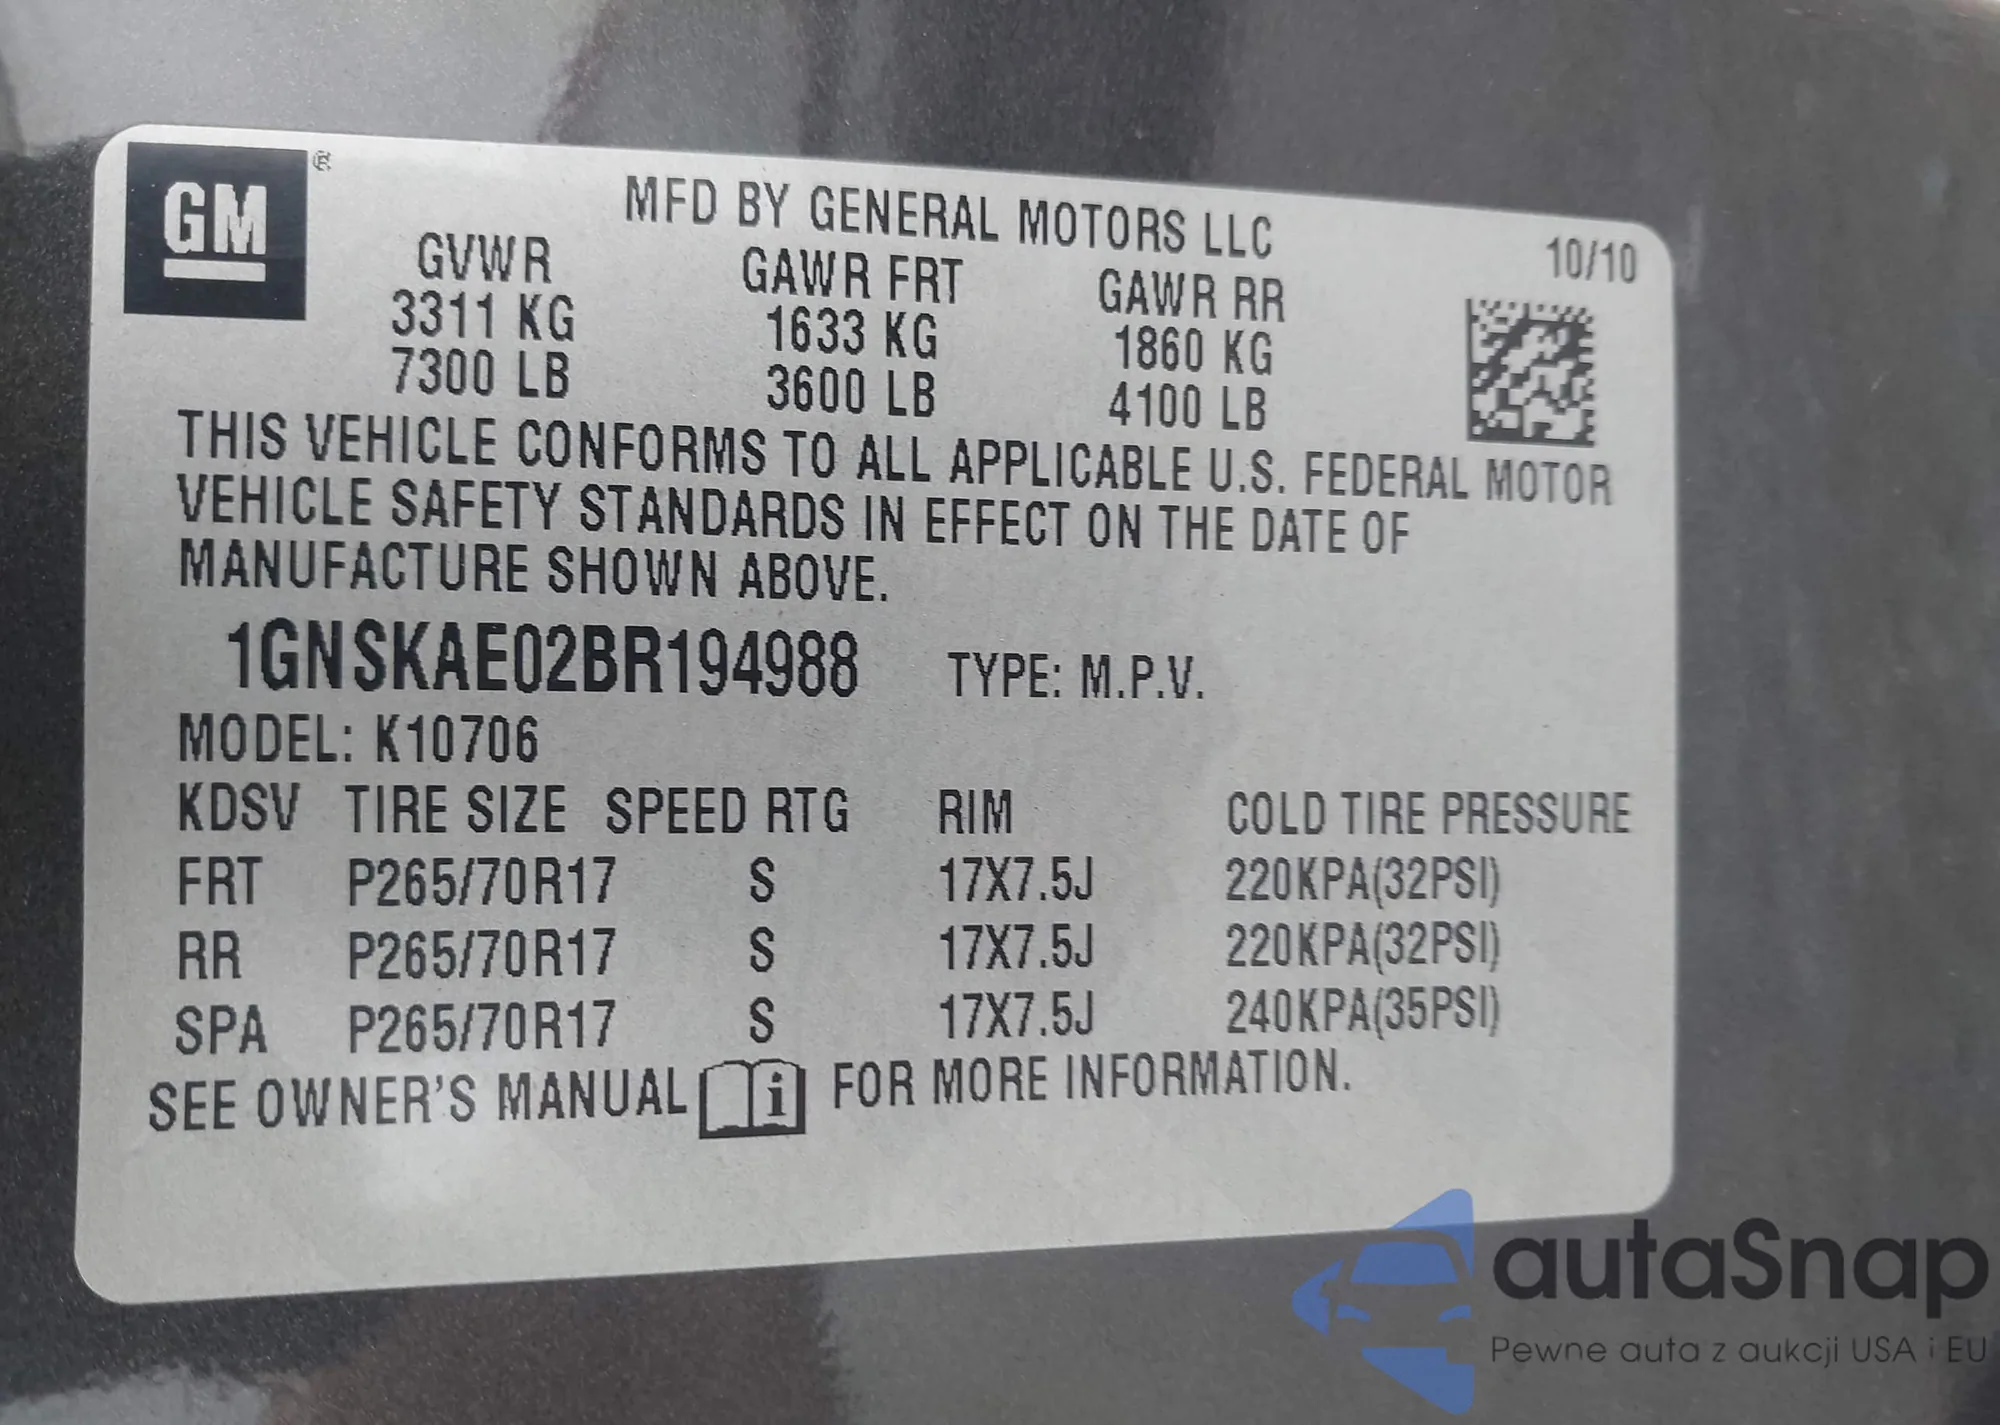 GM ®
MFD BY GENERAL MOTORS LLC
10/10
GVWR GAWR FRT GAWR RR
3311 KG 1633 KG 1860 KG
7300 LB 3600 LB 4100 LB
THIS VEHICLE CONFORMS TO ALL APPLICABLE U.S. FEDERAL MOTOR
VEHICLE SAFETY STANDARDS IN EFFECT ON THE DATE OF
MANUFACTURE SHOWN ABOVE.
1GNSKAE02BR194988 TYPE: M.P.V.
MODEL: K10706
KDSV TIRE SIZE SPEED RTG RIM COLD TIRE PRESSURE
FRT P265/70R17 S 17X7.5J 220KPA(32PSI)
RR P265/70R17 S 17X7.5J 220KPA(32PSI)
SPA P265/70R17 S 17X7.5J 240KPA(35PSI)
SEE OWNER'S MANUAL i FOR MORE INFORMATION.
autaSnap
Pewne auta z aukcji USA i EU